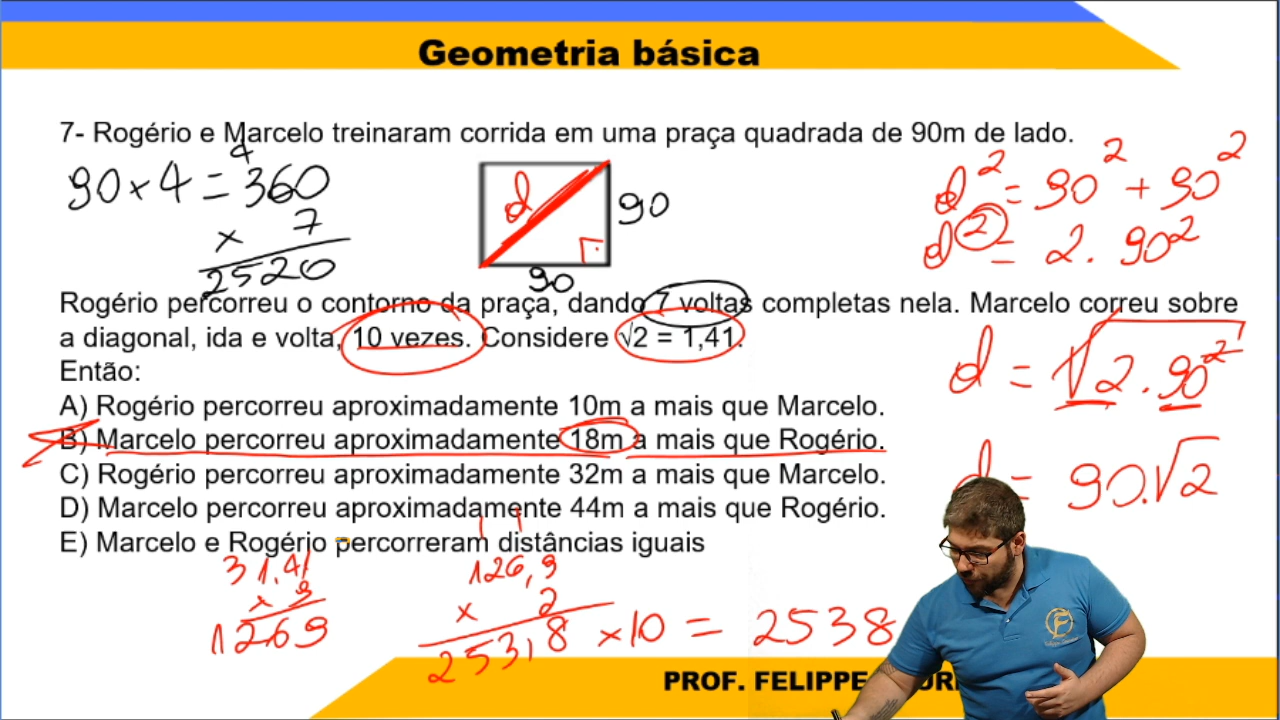 Geometria básica
7- Rogério e Marcelo treinaram corrida em uma praça quadrada de 90m de lado.
90 x 4 = 360
4
x 7
2520
d
90
90
d² = 90² + 90²
d² = 2 . 90²
Rogério percorreu o contorno da praça, dando 7 voltas completas nela. Marcelo correu sobre
a diagonal, ida e volta, 10 vezes. Considere √2 = 1,41.
Então:
d = √2 . 90²
A) Rogério percorreu aproximadamente 10m a mais que Marcelo.
B) Marcelo percorreu aproximadamente 18m a mais que Rogério.
C) Rogério percorreu aproximadamente 32m a mais que Marcelo.
d = 90.√2
D) Marcelo percorreu aproximadamente 44m a mais que Rogério.
E) Marcelo e Rogério percorreram distâncias iguais
3
1,41
x 9
1269
1 1
126,9
x 2
253,8 x 10 = 2538
PROF. FELIPPE
F